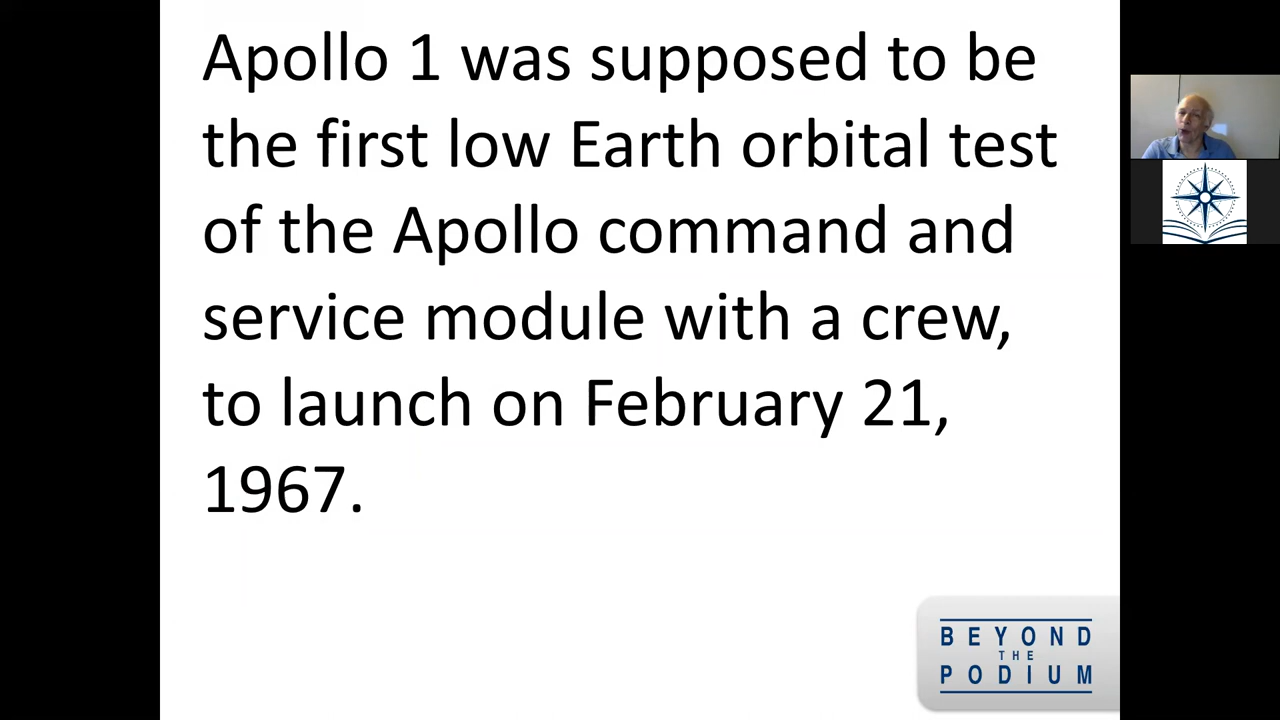 Apollo 1 was supposed to be
the first low Earth orbital test
of the Apollo command and
service module with a crew,
to launch on February 21,
1967.
BEYOND
THE
PODIUM